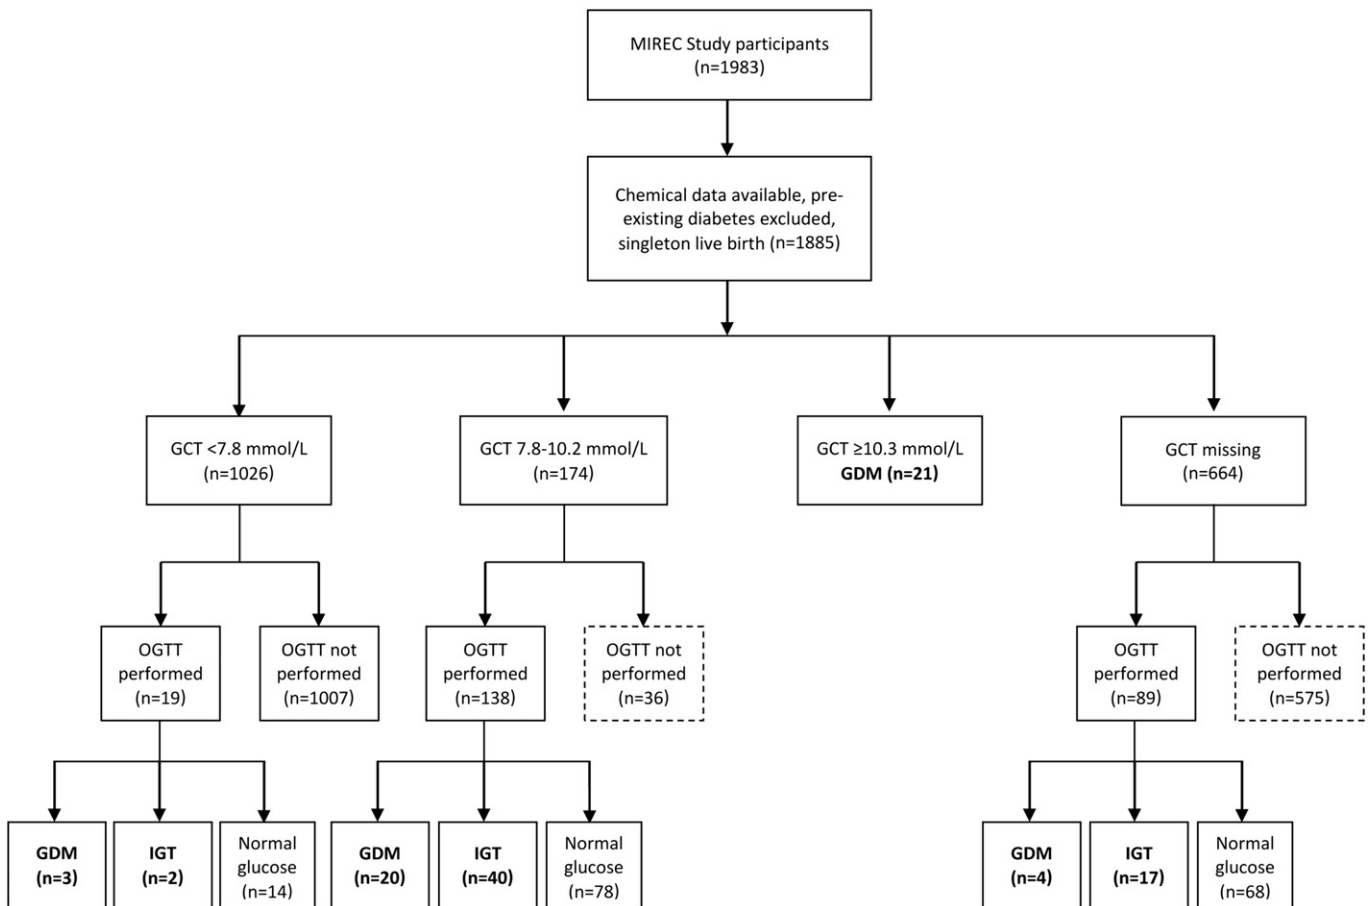 MIREC Study participants
(n=1983)
Chemical data available, pre-
existing diabetes excluded,
singleton live birth (n=1885)
GCT <7.8 mmol/L
(n=1026)
GCT 7.8-10.2 mmol/L
(n=174)
GCT ≥10.3 mmol/L
GDM (n=21)
GCT missing
(n=664)
OGTT
performed
(n=19)
OGTT not
performed
(n=1007)
OGTT
performed
(n=138)
OGTT not
performed
(n=36)
OGTT
performed
(n=89)
OGTT not
performed
(n=575)
GDM
(n=3)
IGT
(n=2)
Normal
glucose
(n=14)
GDM
(n=20)
IGT
(n=40)
Normal
glucose
(n=78)
GDM
(n=4)
IGT
(n=17)
Normal
glucose
(n=68)